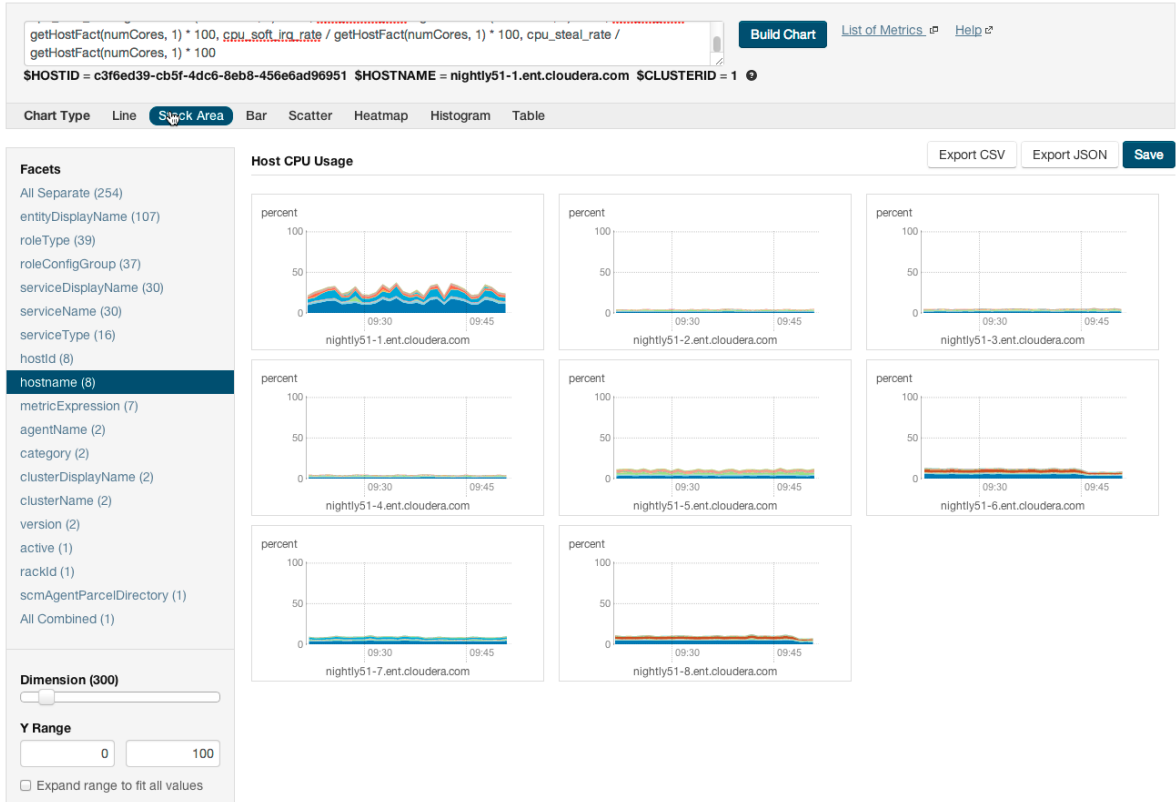 getHostFact(numCores, 1) * 100, cpu_soft_irq_rate / getHostFact(numCores, 1) * 100, cpu_steal_rate /
getHostFact(numCores, 1) * 100
Build Chart
List of Metrics
Help
$HOSTID = c3f6ed39-cb5f-4dc6-8eb8-456e6ad96951 $HOSTNAME = nightly51-1.ent.cloudera.com $CLUSTERID = 1
Chart Type Line Stack Area Bar Scatter Heatmap Histogram Table
Facets
All Separate (254)
entityDisplayName (107)
roleType (39)
roleConfigGroup (37)
serviceDisplayName (30)
serviceName (30)
serviceType (16)
hostId (8)
hostname (8)
metricExpression (7)
agentName (2)
category (2)
clusterDisplayName (2)
clusterName (2)
version (2)
active (1)
rackId (1)
scmAgentParcelDirectory (1)
All Combined (1)
Dimension (300)
Y Range
0 100
Expand range to fit all values
Host CPU Usage
Export CSV Export JSON Save
percent
100
50
0
09:30 09:45
nightly51-1.ent.cloudera.com
percent
100
50
0
09:30 09:45
nightly51-2.ent.cloudera.com
percent
100
50
0
09:30 09:45
nightly51-3.ent.cloudera.com
percent
100
50
0
09:30 09:45
nightly51-4.ent.cloudera.com
percent
100
50
0
09:30 09:45
nightly51-5.ent.cloudera.com
percent
100
50
0
09:30 09:45
nightly51-6.ent.cloudera.com
percent
100
50
0
09:30 09:45
nightly51-7.ent.cloudera.com
percent
100
50
0
09:30 09:45
nightly51-8.ent.cloudera.com